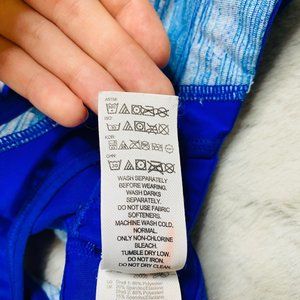 ASTM:
ISO:
KOR:
CHN:
WASH SEPARATELY
BEFORE WEARING.
WASH DARKS
SEPARATELY.
DO NOT USE FABRIC
SOFTENERS.
MACHINE WASH COLD,
NORMAL.
ONLY NON-CHLORINE
BLEACH.
TUMBLE DRY LOW.
DO NOT IRON.
DO NOT DRY CLEAN.